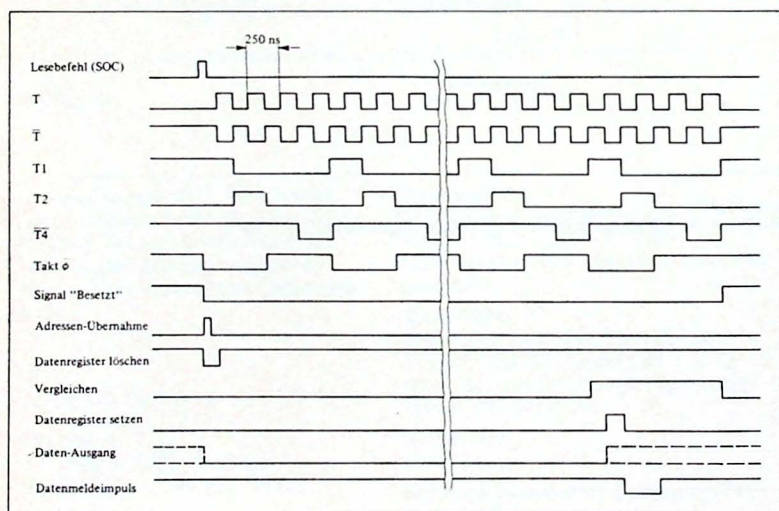 250 ns
Lesebefehl (SOC)
T
T̅
T1
T2
T̅4̅
Takt ϕ
Signal "Besetzt"
Adressen-Übernahme
Datenregister löschen
Vergleichen
Datenregister setzen
Daten-Ausgang
Datenmeldeimpuls